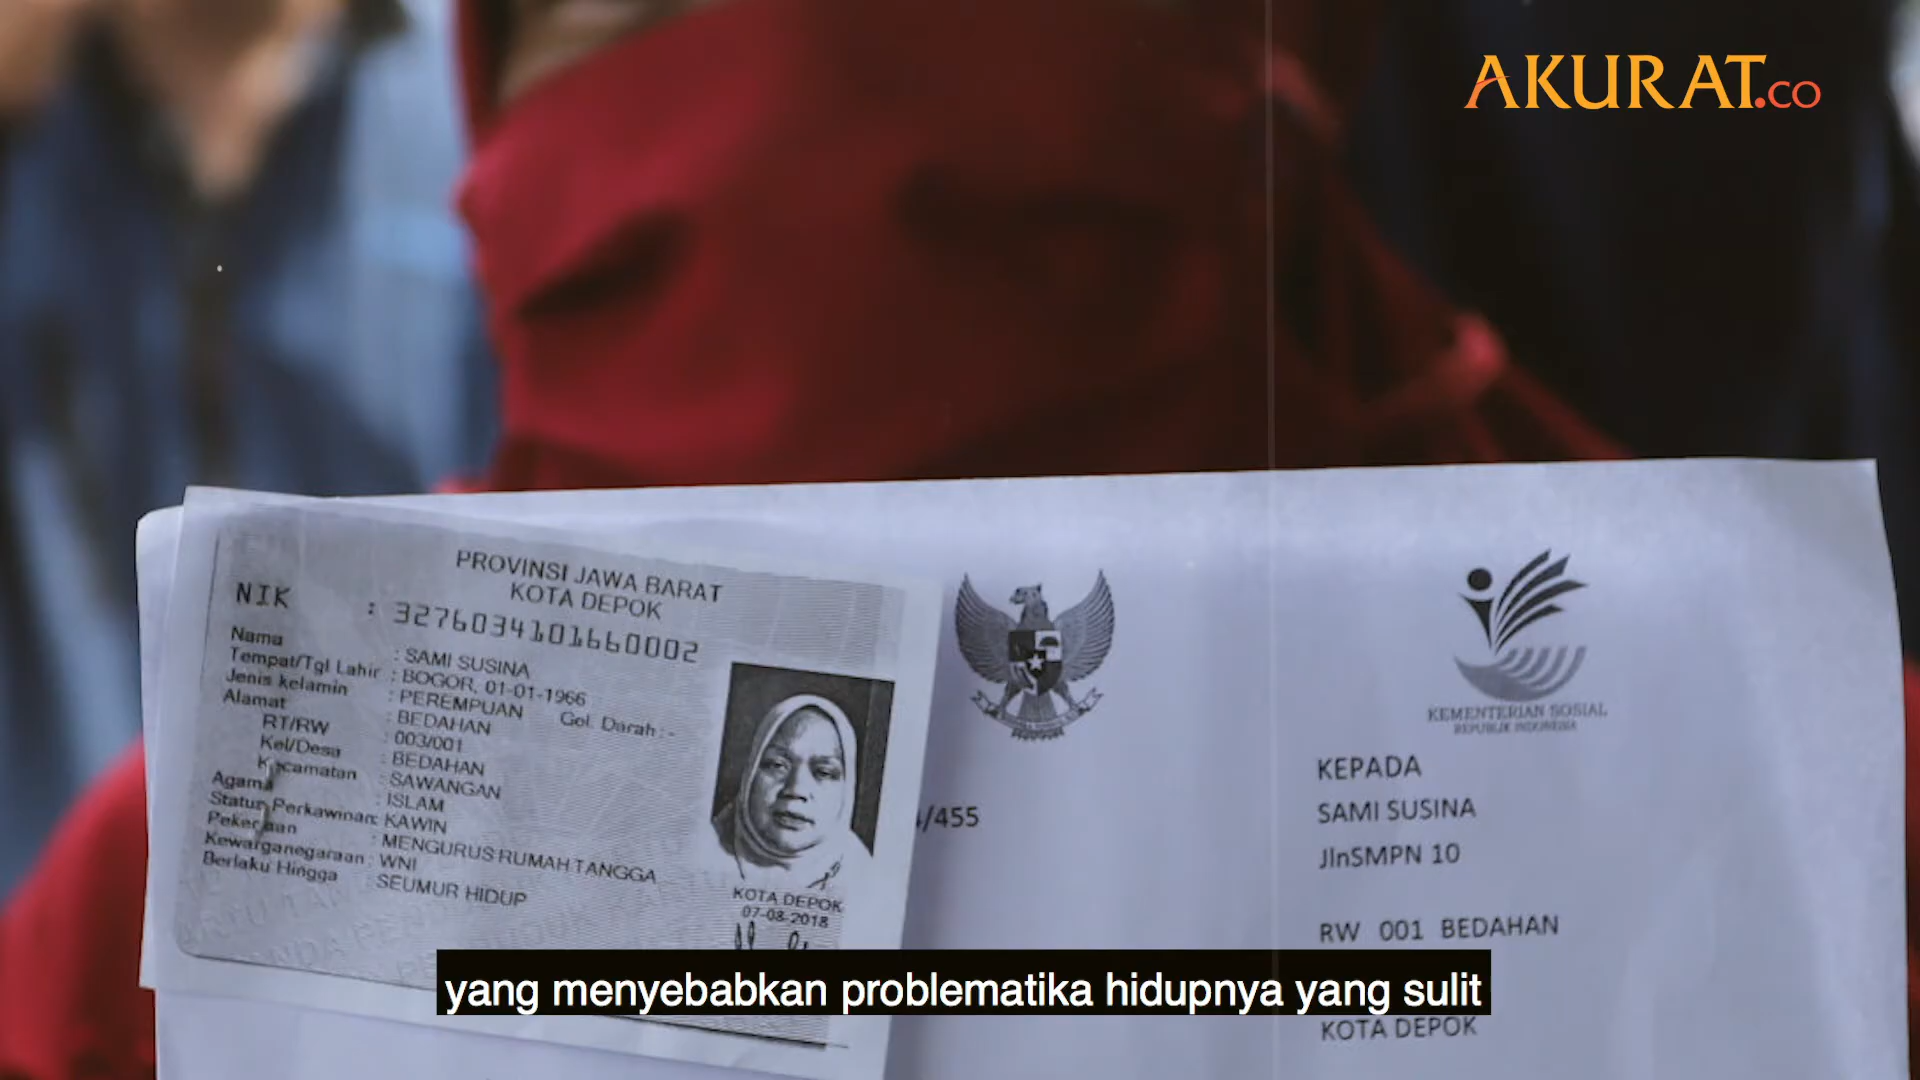 AKURAT.CO
PROVINSI JAWA BARAT
KOTA DEPOK
NIK : 3276034101660002
Nama : SAMI SUSINA
Tempat/Tgl Lahir : BOGOR, 01-01-1966
Jenis kelamin : PEREMPUAN Gol. Darah : -
Alamat : BEDAHAN
RT/RW : 003/001
Kel/Desa : BEDAHAN
Kecamatan : SAWANGAN
Agama : ISLAM
Status Perkawinan: KAWIN
Pekerjaan : MENGURUS RUMAH TANGGA
Kewarganegaraan : WNI
Berlaku Hingga : SEUMUR HIDUP
KOTA DEPOK
07-08-2018
/455
KEMENTERIAN SOSIAL
REPUBLIK INDONESIA
KEPADA
SAMI SUSINA
JlnSMPN 10
RW 001 BEDAHAN
KOTA DEPOK
yang menyebabkan problematika hidupnya yang sulit